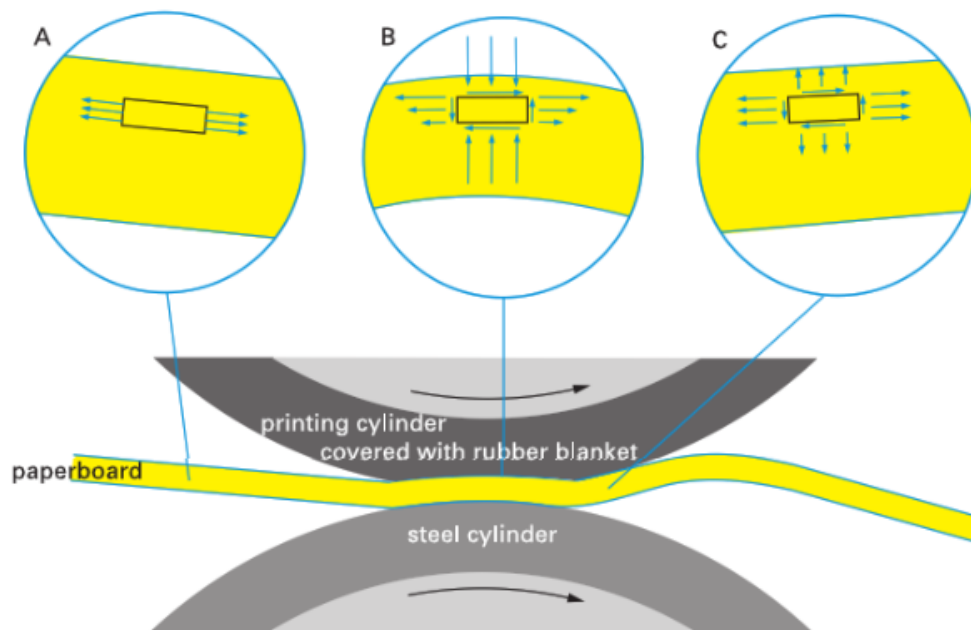 A
B
C
printing cylinder
covered with rubber blanket
paperboard
steel cylinder